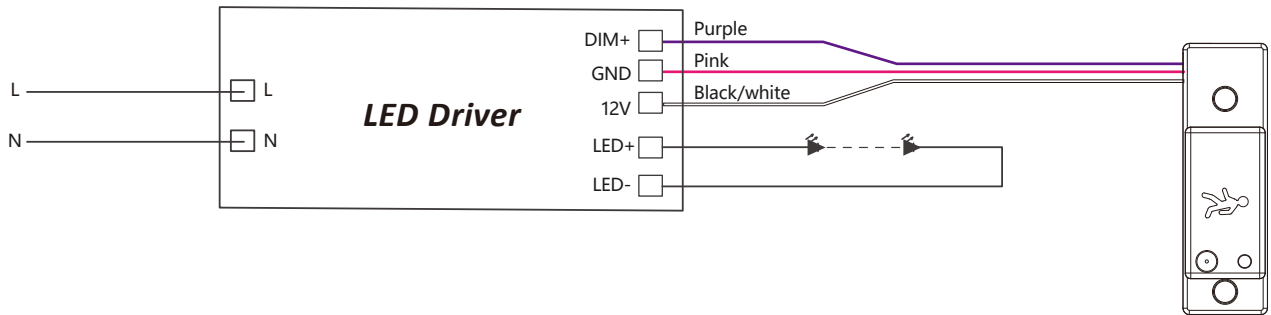 DIM+ Purple
GND Pink
12V Black/white
L L
LED Driver
N N
LED+
LED-